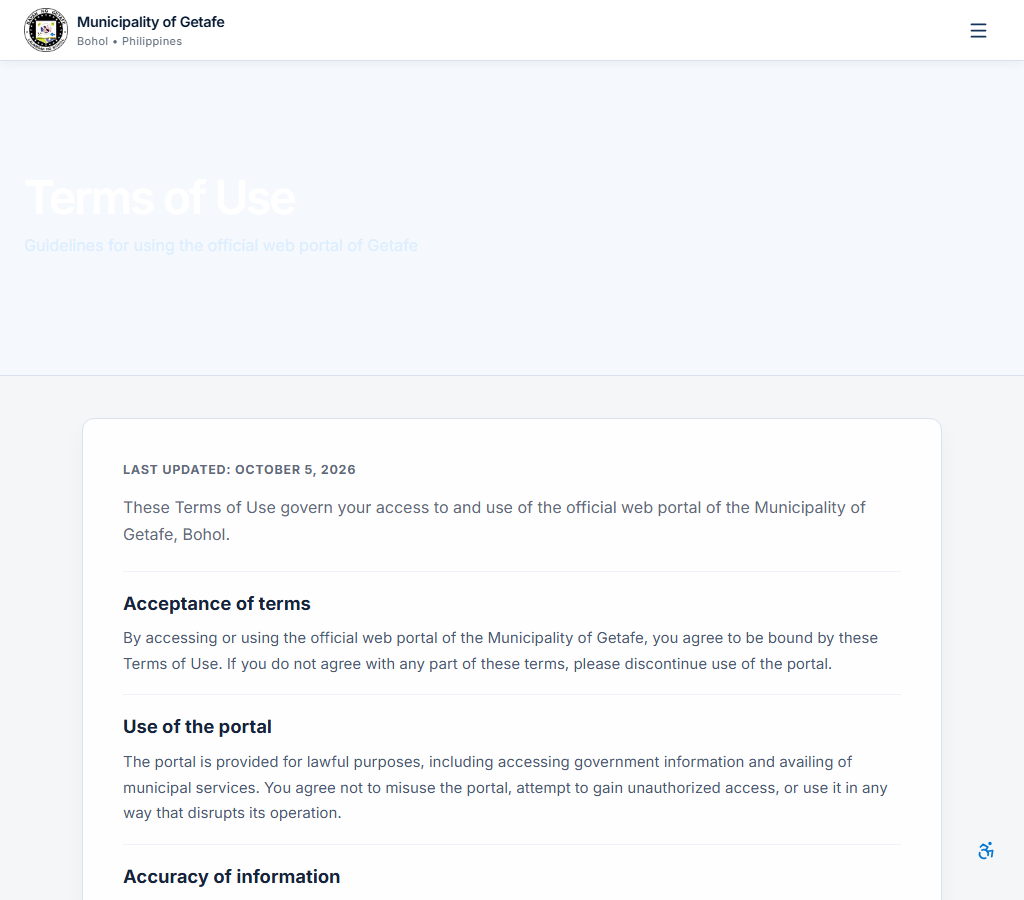 Municipality of Getafe
Bohol • Philippines
Terms of Use
Guidelines for using the official web portal of Getafe
LAST UPDATED: OCTOBER 5, 2026
These Terms of Use govern your access to and use of the official web portal of the Municipality of
Getafe, Bohol.
Acceptance of terms
By accessing or using the official web portal of the Municipality of Getafe, you agree to be bound by these
Terms of Use. If you do not agree with any part of these terms, please discontinue use of the portal.
Use of the portal
The portal is provided for lawful purposes, including accessing government information and availing of
municipal services. You agree not to misuse the portal, attempt to gain unauthorized access, or use it in any
way that disrupts its operation.
Accuracy of information